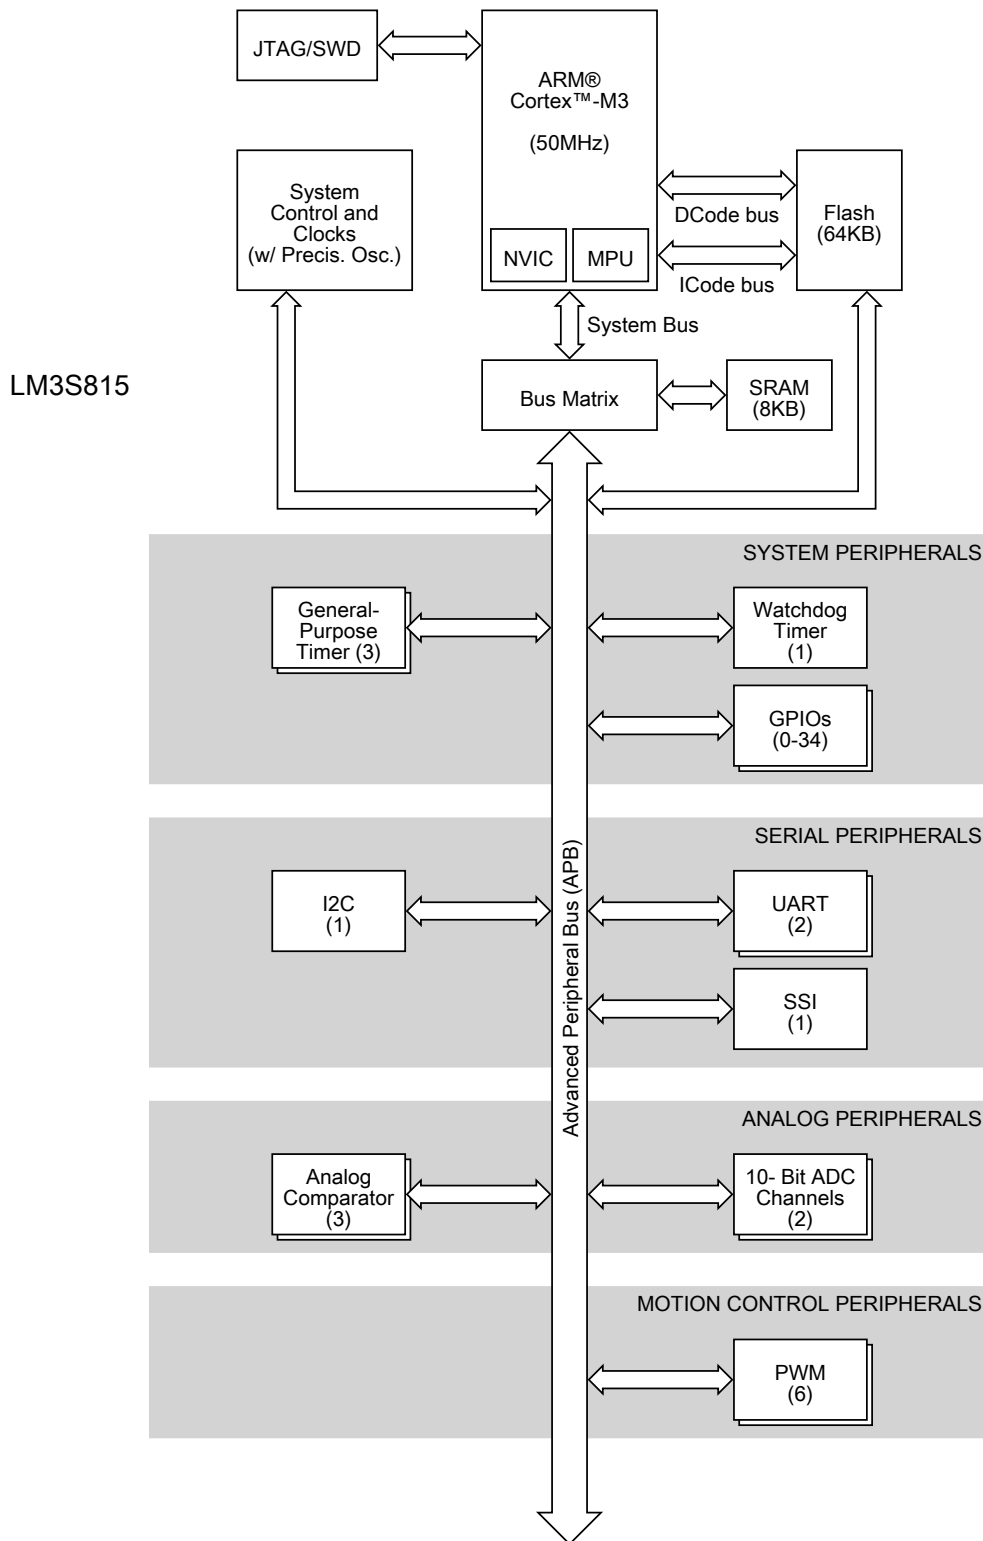 JTAG/SWD
ARM®
Cortex™-M3
(50MHz)
NVIC
MPU
System
Control and
Clocks
(w/ Precis. Osc.)
DCode bus
ICode bus
Flash
(64KB)
System Bus
LM3S815
Bus Matrix
SRAM
(8KB)
SYSTEM PERIPHERALS
General-
Purpose
Timer (3)
Watchdog
Timer
(1)
GPIOs
(0-34)
Advanced Peripheral Bus (APB)
SERIAL PERIPHERALS
I2C
(1)
UART
(2)
SSI
(1)
ANALOG PERIPHERALS
Analog
Comparator
(3)
10- Bit ADC
Channels
(2)
MOTION CONTROL PERIPHERALS
PWM
(6)